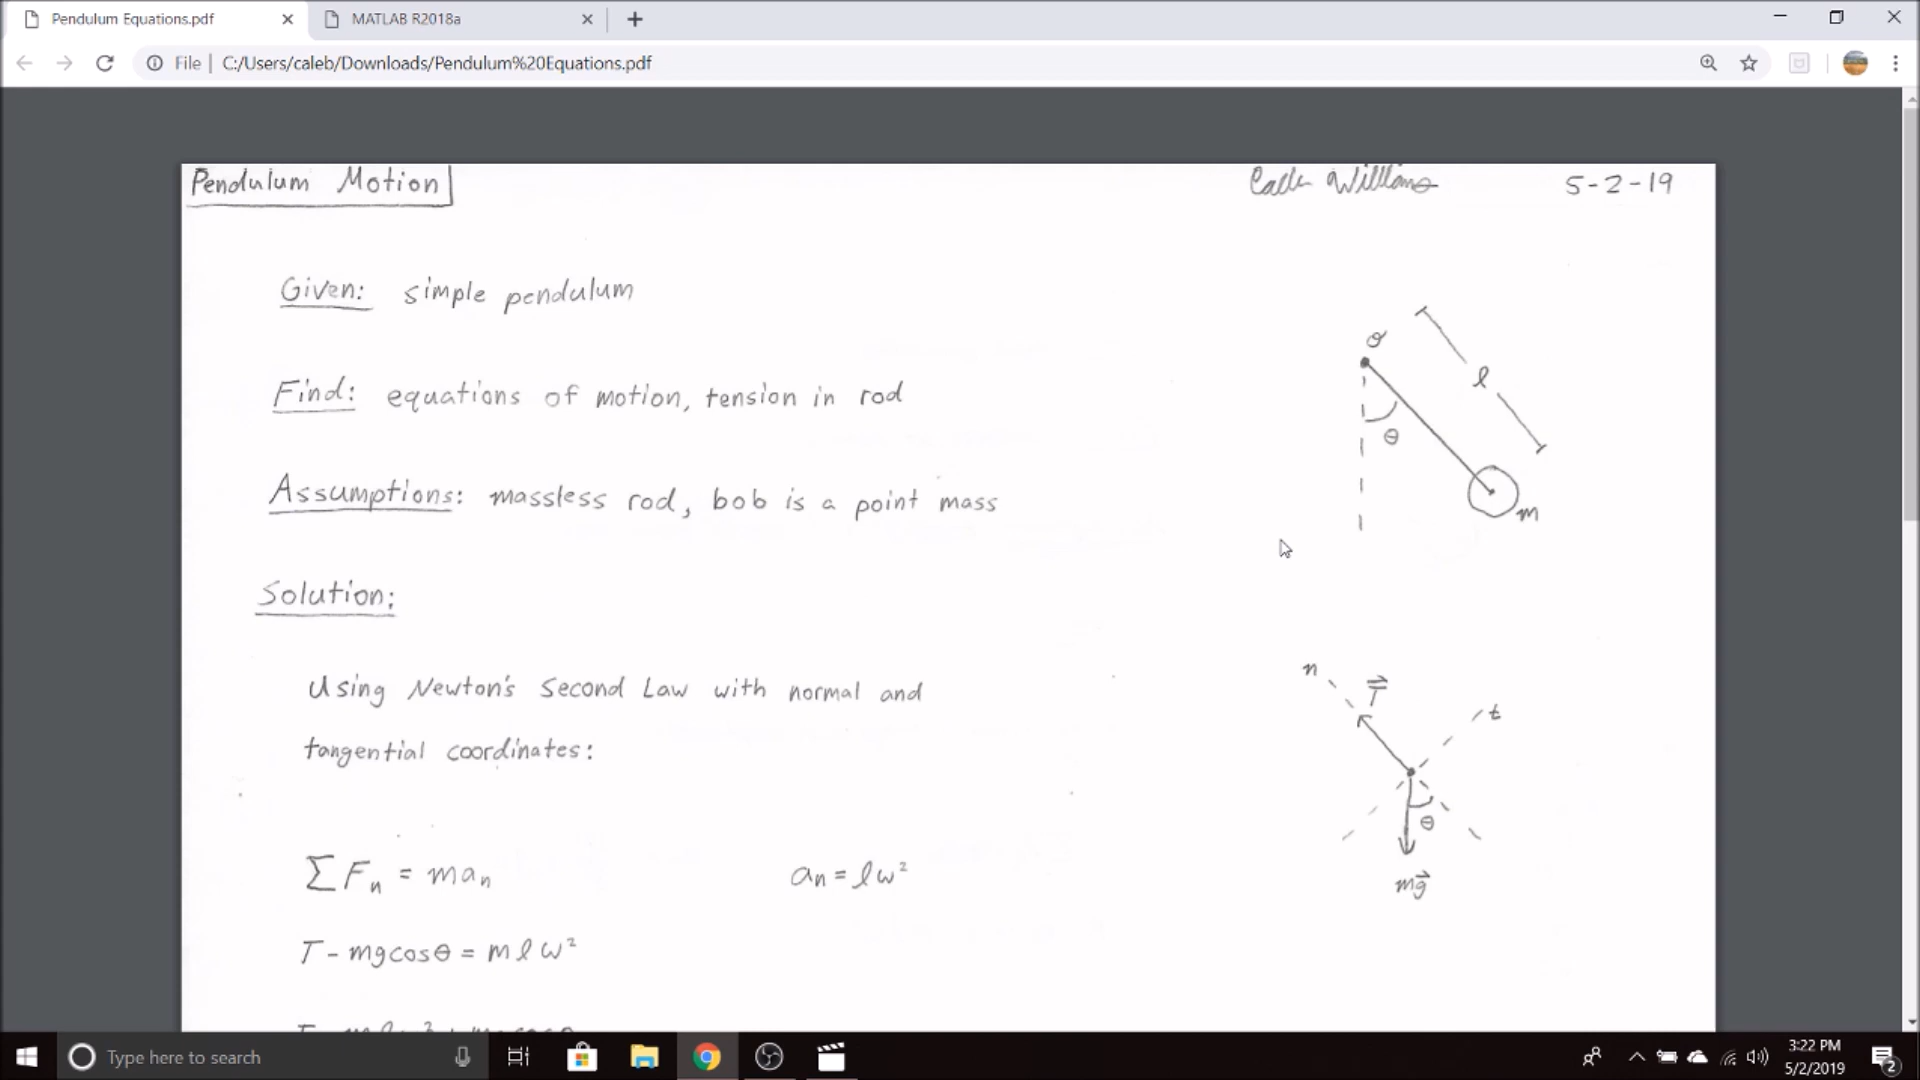 Pendulum Equations.pdf
MATLAB R2018a
File | C:/Users/caleb/Downloads/Pendulum%20Equations.pdf
Pendulum Motion
5-2-19
Given: simple pendulum
Find: equations of motion, tension in rod
Assumptions: massless rod, bob is a point mass
O
l
θ
m
Solution:
Using Newton's Second Law with normal and
tangential coordinates:
n
T⃗
t
θ
mg⃗
∑Fₙ = maₙ
aₙ = lω²
T - mgcosθ = mlω²
Type here to search
3:22 PM
5/2/2019
2